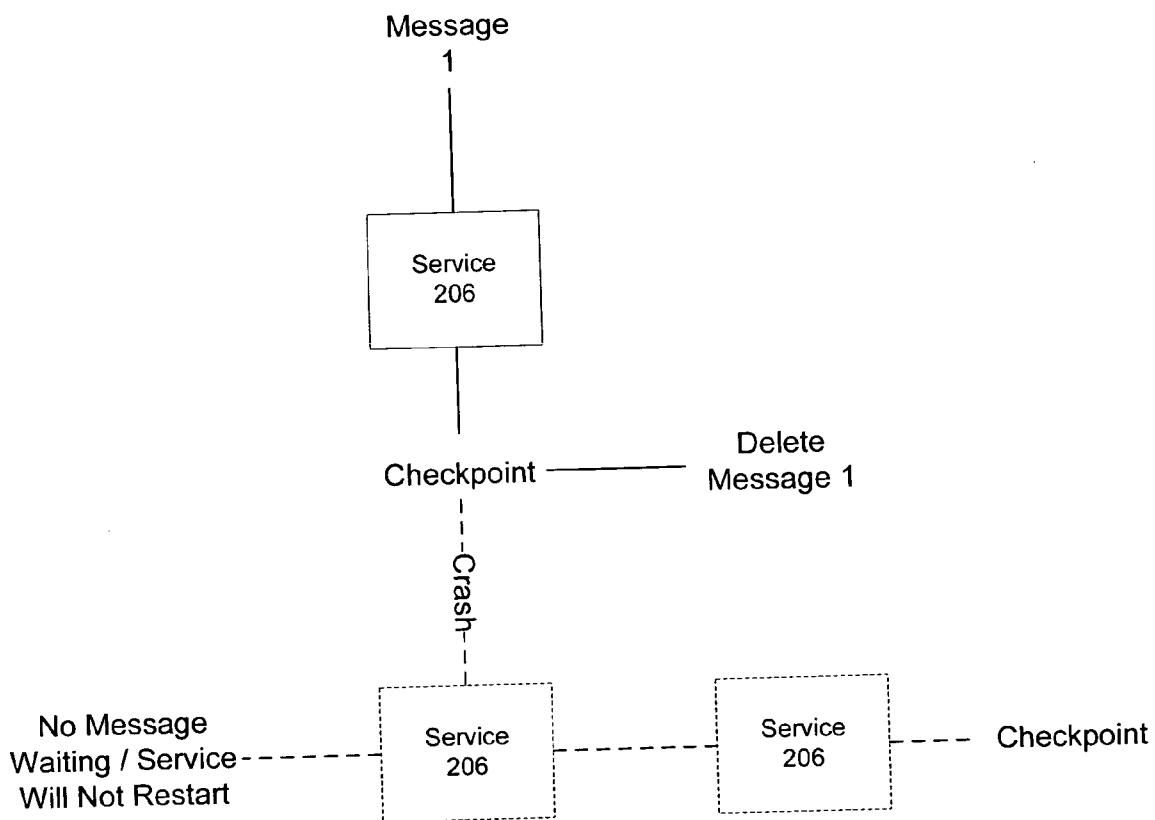 Message
1
Service
206
Checkpoint
Delete
Message 1
Crash
No Message
Waiting / Service
Will Not Restart
Service
206
Service
206
Checkpoint